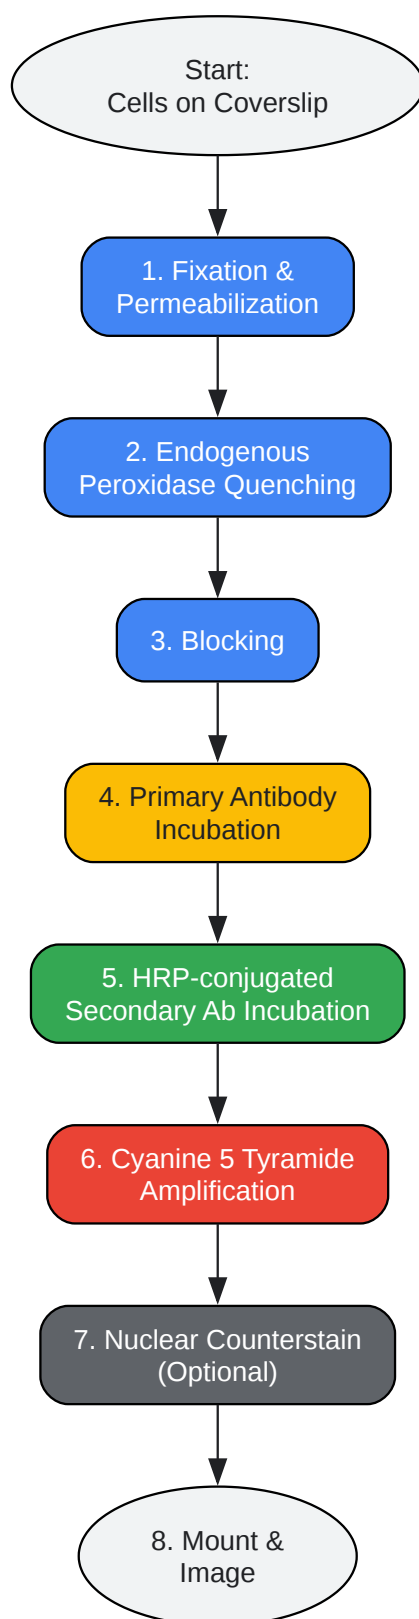 Start:
Cells on Coverslip
1. Fixation &
Permeabilization
2. Endogenous
Peroxidase Quenching
3. Blocking
4. Primary Antibody
Incubation
5. HRP-conjugated
Secondary Ab Incubation
6. Cyanine 5 Tyramide
Amplification
7. Nuclear Counterstain
(Optional)
8. Mount &
Image